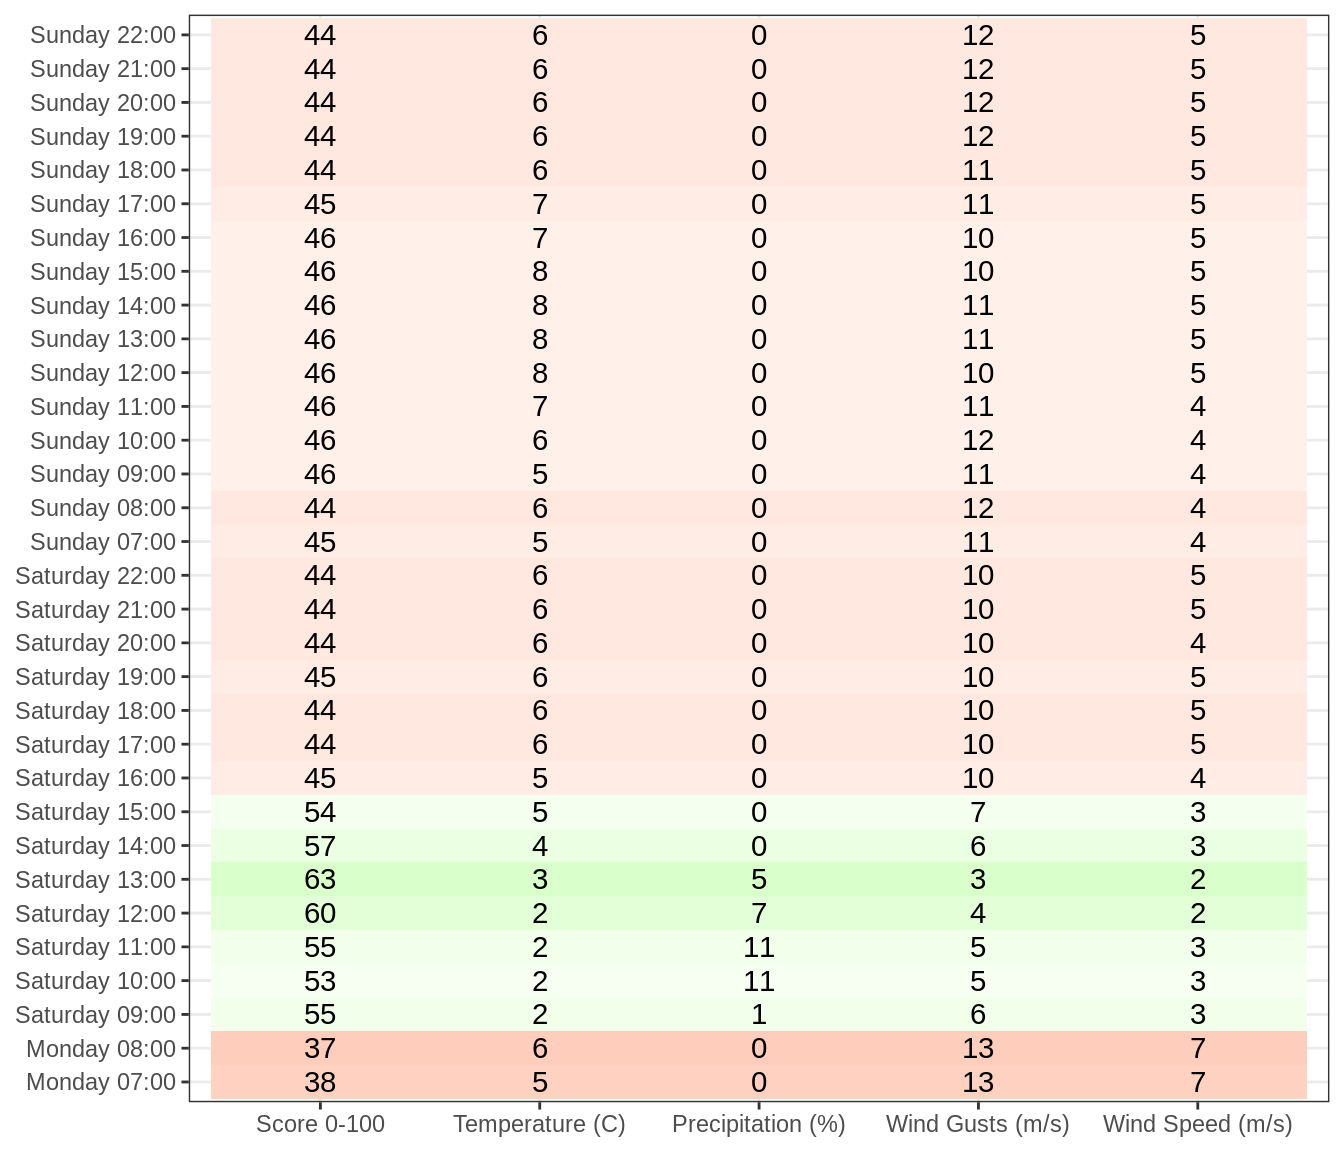 Sunday 22:00 44 6 0 12 5
Sunday 21:00 44 6 0 12 5
Sunday 20:00 44 6 0 12 5
Sunday 19:00 44 6 0 12 5
Sunday 18:00 44 6 0 11 5
Sunday 17:00 45 7 0 11 5
Sunday 16:00 46 7 0 10 5
Sunday 15:00 46 8 0 10 5
Sunday 14:00 46 8 0 11 5
Sunday 13:00 46 8 0 11 5
Sunday 12:00 46 8 0 10 5
Sunday 11:00 46 7 0 11 4
Sunday 10:00 46 6 0 12 4
Sunday 09:00 46 5 0 11 4
Sunday 08:00 44 6 0 12 4
Sunday 07:00 45 5 0 11 4
Saturday 22:00 44 6 0 10 5
Saturday 21:00 44 6 0 10 5
Saturday 20:00 44 6 0 10 4
Saturday 19:00 45 6 0 10 5
Saturday 18:00 44 6 0 10 5
Saturday 17:00 44 6 0 10 5
Saturday 16:00 45 5 0 10 4
Saturday 15:00 54 5 0 7 3
Saturday 14:00 57 4 0 6 3
Saturday 13:00 63 3 5 3 2
Saturday 12:00 60 2 7 4 2
Saturday 11:00 55 2 11 5 3
Saturday 10:00 53 2 11 5 3
Saturday 09:00 55 2 1 6 3
Monday 08:00 37 6 0 13 7
Monday 07:00 38 5 0 13 7
Score 0-100 Temperature (C) Precipitation (%) Wind Gusts (m/s) Wind Speed (m/s)